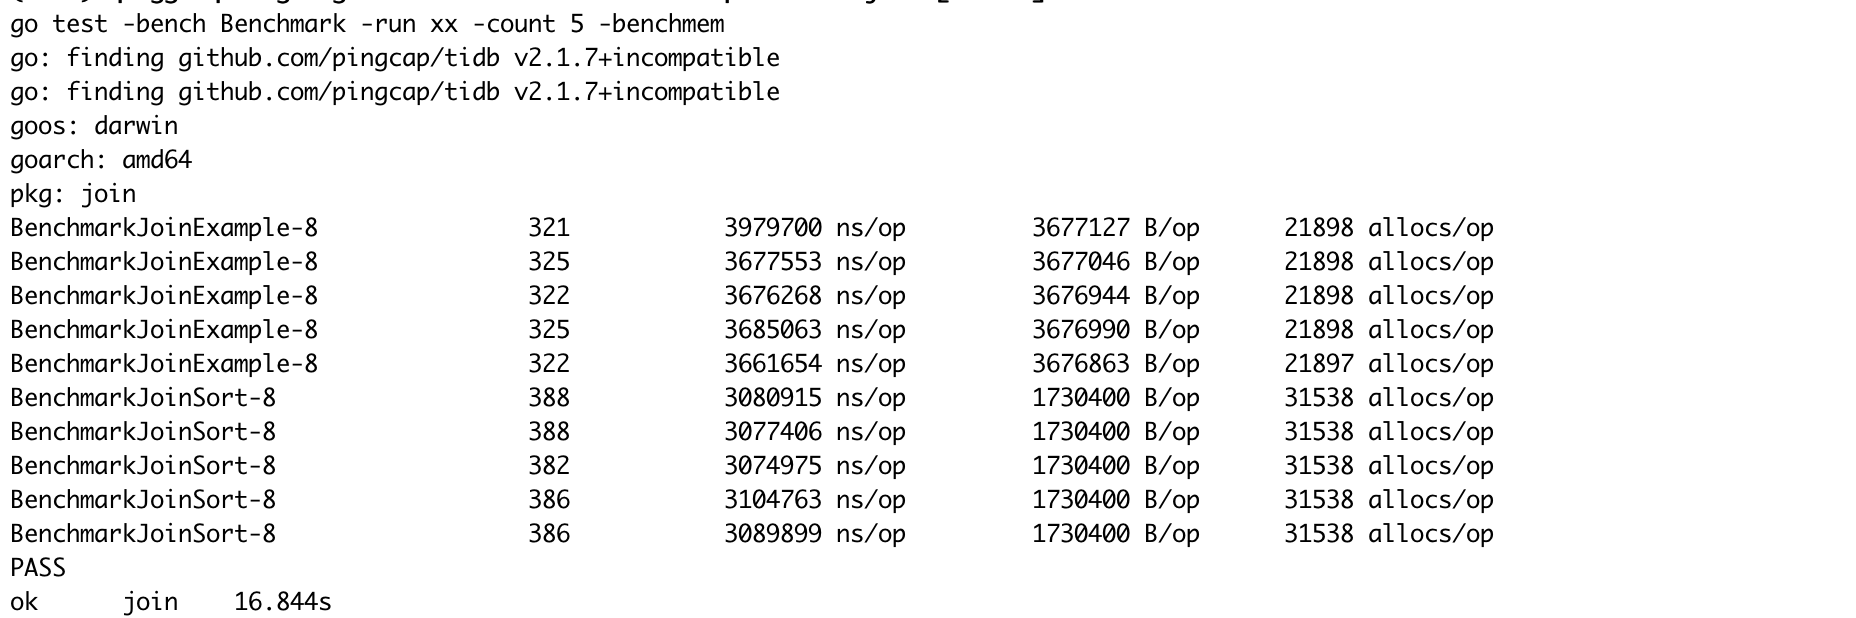 go test -bench Benchmark -run xx -count 5 -benchmem
go: finding github.com/pingcap/tidb v2.1.7+incompatible
go: finding github.com/pingcap/tidb v2.1.7+incompatible
goos: darwin
goarch: amd64
pkg: join
BenchmarkJoinExample-8 321 3979700 ns/op 3677127 B/op 21898 allocs/op
BenchmarkJoinExample-8 325 3677553 ns/op 3677046 B/op 21898 allocs/op
BenchmarkJoinExample-8 322 3676268 ns/op 3676944 B/op 21898 allocs/op
BenchmarkJoinExample-8 325 3685063 ns/op 3676990 B/op 21898 allocs/op
BenchmarkJoinExample-8 322 3661654 ns/op 3676863 B/op 21897 allocs/op
BenchmarkJoinSort-8 388 3080915 ns/op 1730400 B/op 31538 allocs/op
BenchmarkJoinSort-8 388 3077406 ns/op 1730400 B/op 31538 allocs/op
BenchmarkJoinSort-8 382 3074975 ns/op 1730400 B/op 31538 allocs/op
BenchmarkJoinSort-8 386 3104763 ns/op 1730400 B/op 31538 allocs/op
BenchmarkJoinSort-8 386 3089899 ns/op 1730400 B/op 31538 allocs/op
PASS
ok join 16.844s